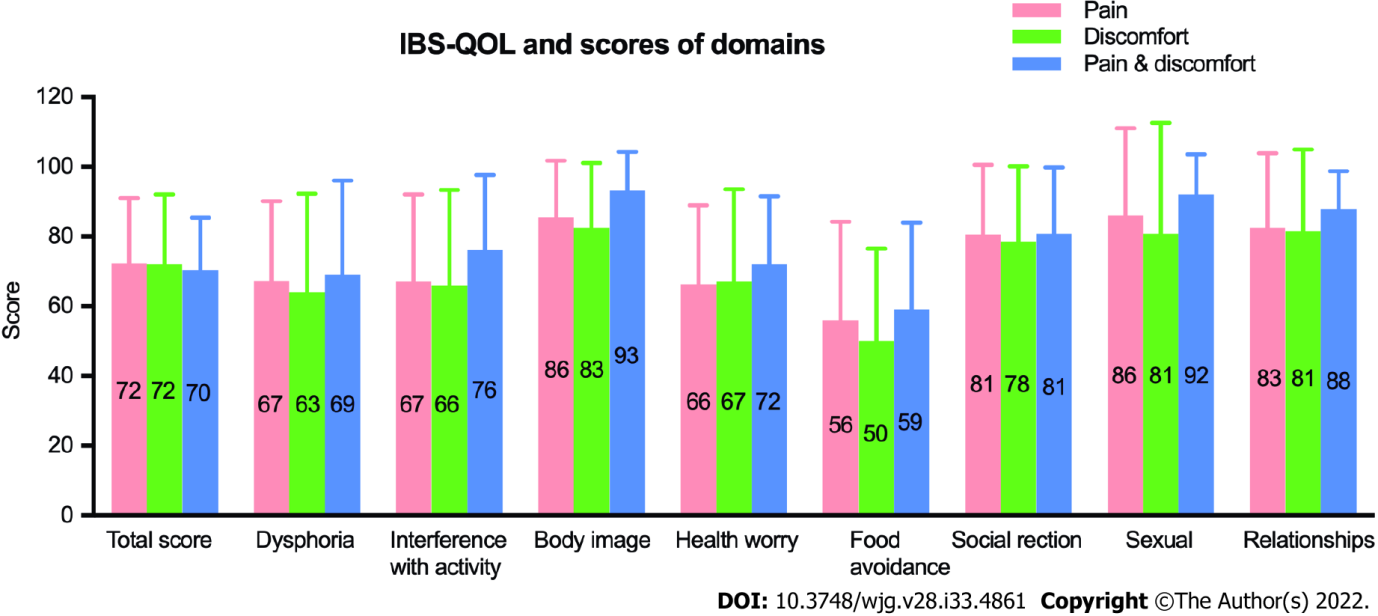 Pain
Discomfort
Pain & discomfort
IBS-QOL and scores of domains
Score
120
100
80
60
40
20
0
72 72 70
67 63 69
67 66 76
86 83 93
66 67 72
56 50 59
81 78 81
86 81 92
83 81 88
Total score
Dysphoria
Interference
with activity
Body image
Health worry
Food
avoidance
Social rection
Sexual
Relationships
DOI: 10.3748/wjg.v28.i33.4861 Copyright ©The Author(s) 2022.